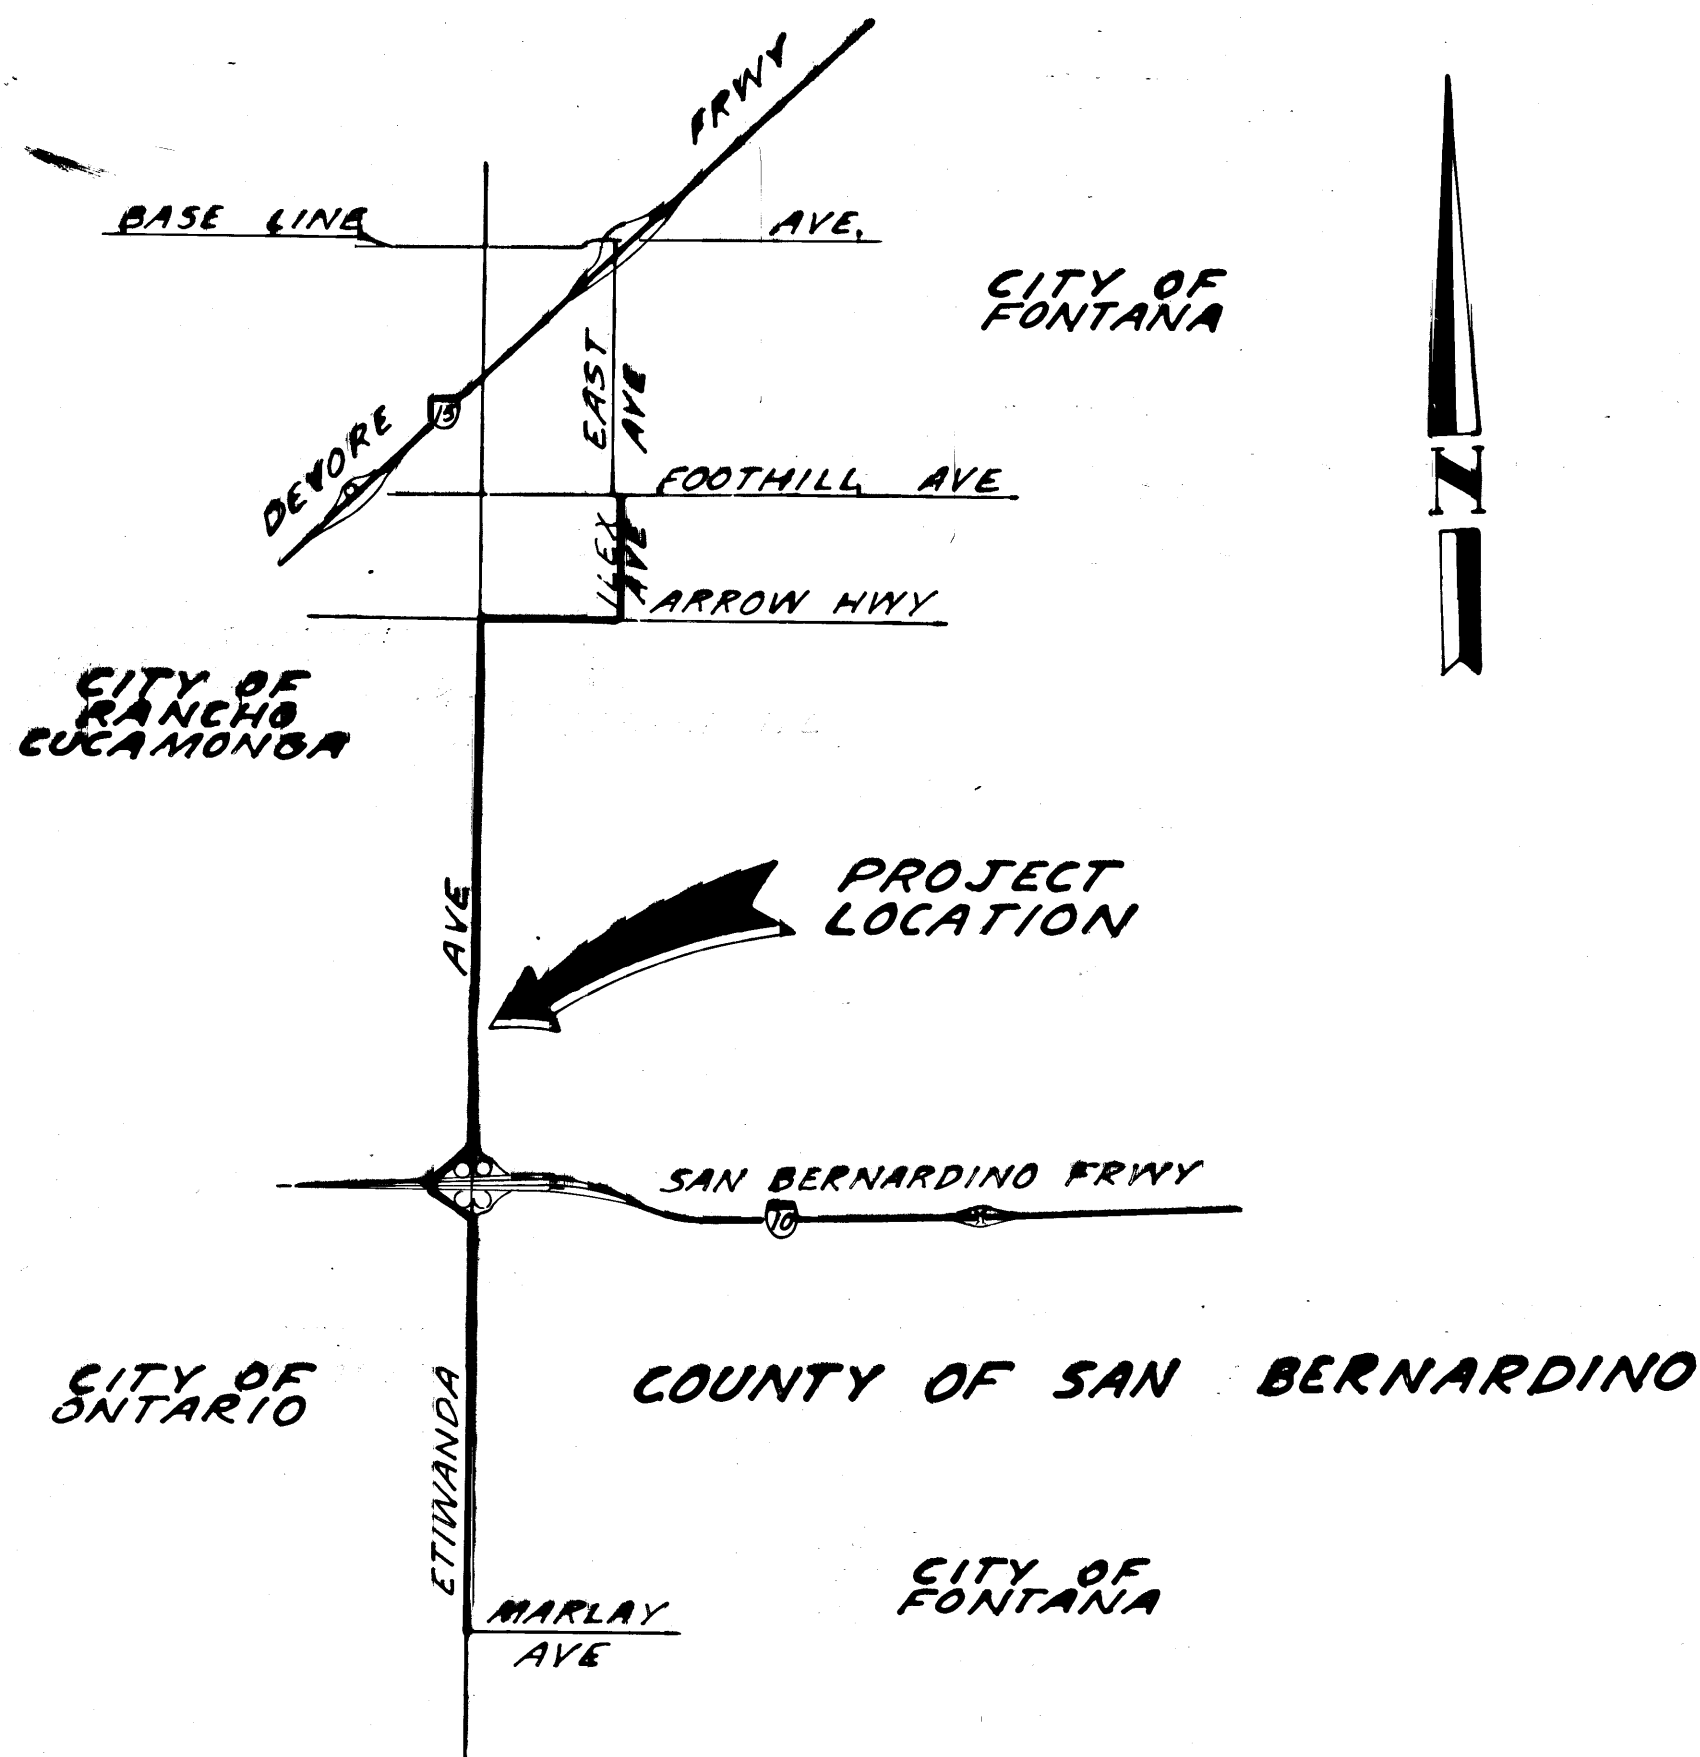 FRWY
BASE LINE
AVE.
CITY OF
FONTANA
EAST
AVE
15
DEVORE
FOOTHILL AVE
N
ILEX
AVE
ARROW HWY
CITY OF
RANCHO
CUCAMONGA
PROJECT
LOCATION
AVE
SAN BERNARDINO FRWY
10
CITY OF
ONTARIO
COUNTY OF SAN BERNARDINO
ETIWANDA
CITY OF
FONTANA
MARLAY
AVE